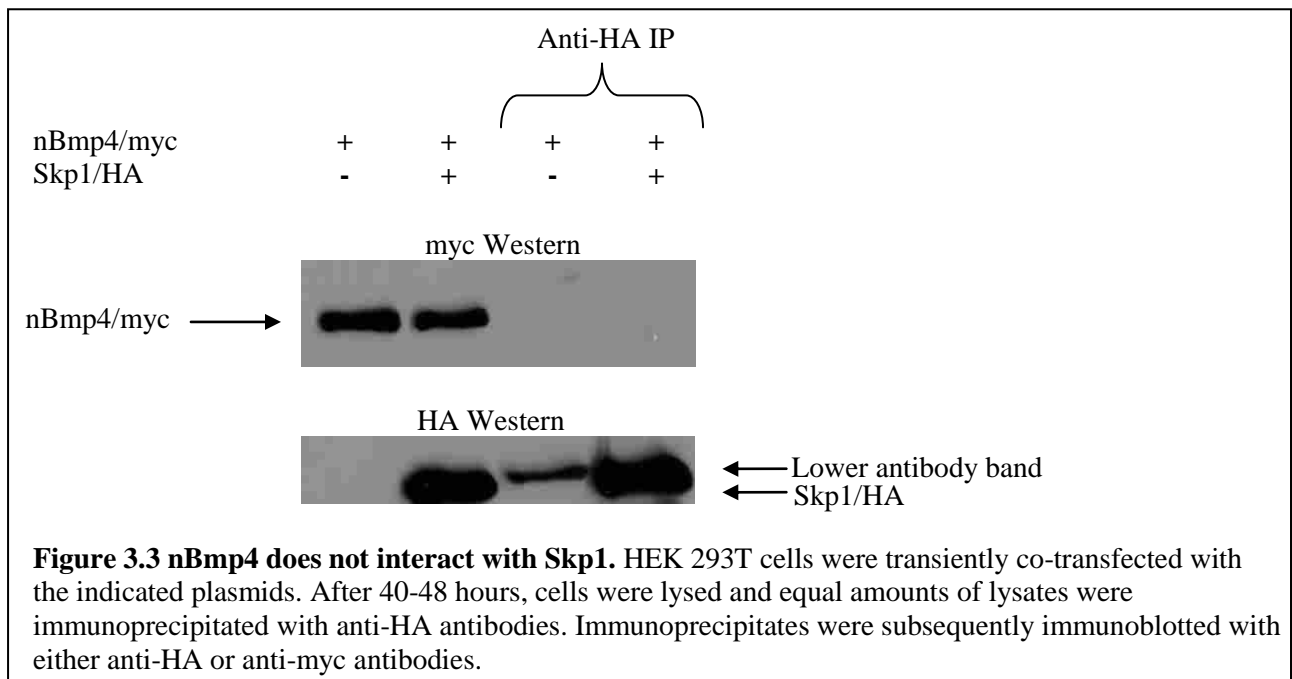 Anti-HA IP
nBmp4/myc + + + +
Skp1/HA - + - +
myc Western
nBmp4/myc
HA Western
Lower antibody band
Skp1/HA
Figure 3.3 nBmp4 does not interact with Skp1. HEK 293T cells were transiently co-transfected with
the indicated plasmids. After 40-48 hours, cells were lysed and equal amounts of lysates were
immunoprecipitated with anti-HA antibodies. Immunoprecipitates were subsequently immunoblotted with
either anti-HA or anti-myc antibodies.